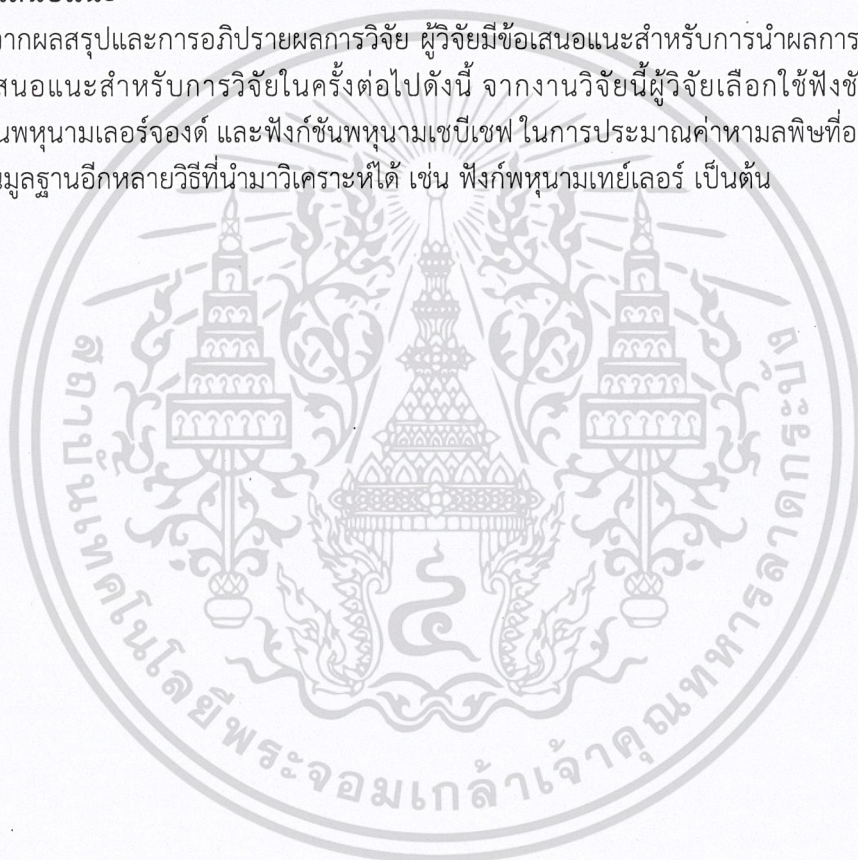 จากผลสรุปและการอภิปรายผลการวิจัย ผู้วิจัยมีข้อเสนอแนะสำหรับการนำผลการ
สนอแนะสำหรับการวิจัยในครั้งต่อไปดังนี้ จากงานวิจัยนี้ผู้วิจัยเลือกใช้ฟังชั
นพหุนามเลอร์จองด์ และฟังก์ชันพหุนามเชบีเชฟ ในการประมาณค่าหามลพิษที่อ
มูลฐานอีกหลายวิธีที่นำมาวิเคราะห์ได้ เช่น ฟังก์พหุนามเทย์เลอร์ เป็นต้น
สถาบันเทคโนโลยีพระจอมเกล้าเจ้าคุณทหารลาดกระบัง